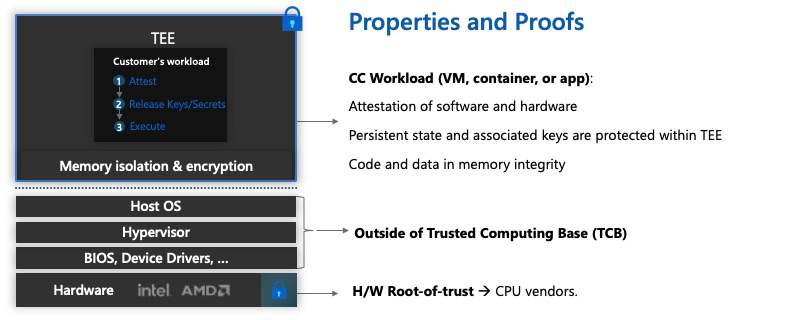 Properties and Proofs
TEE
Customer's workload
1 Attest
2 Release Keys/Secrets
3 Execute
Memory isolation & encryption
CC Workload (VM, container, or app):
Attestation of software and hardware
Persistent state and associated keys are protected within TEE
Code and data in memory integrity
Host OS
Hypervisor
BIOS, Device Drivers, ...
Outside of Trusted Computing Base (TCB)
Hardware intel AMD
H/W Root-of-trust → CPU vendors.